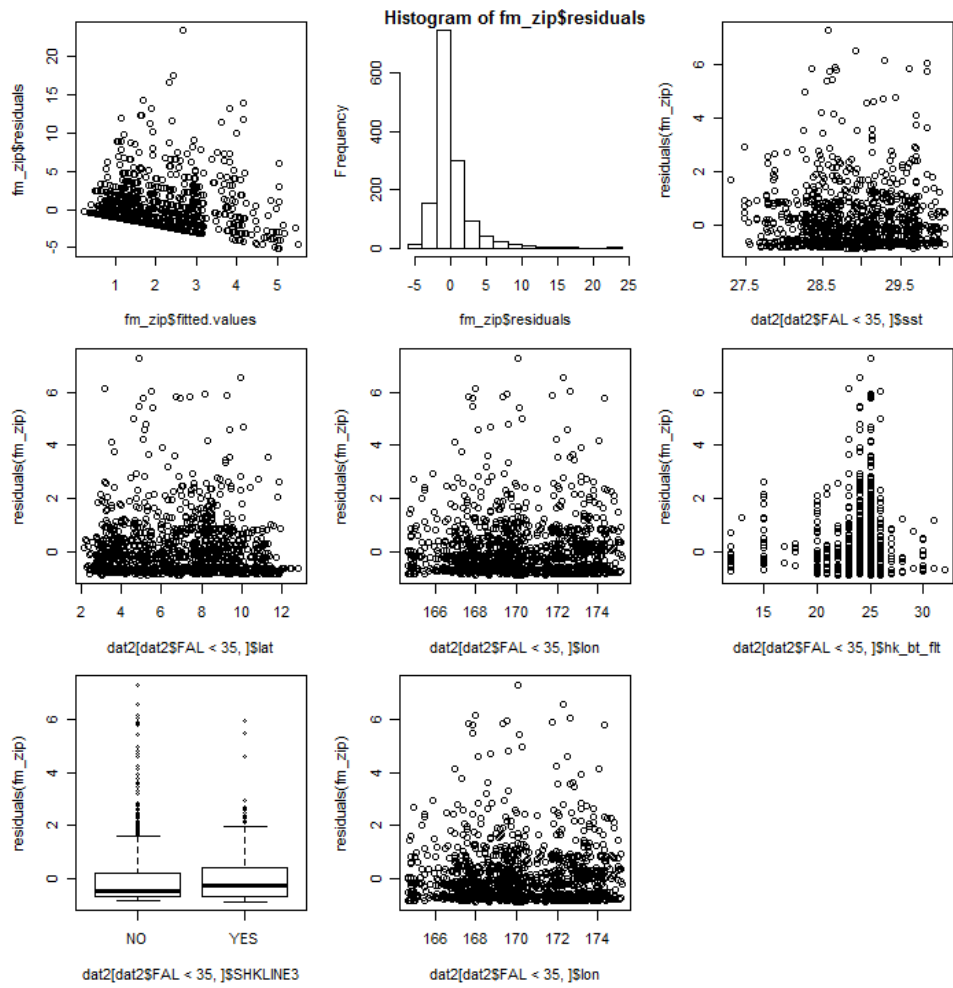 Histogram of fm_zip$residuals
fm_zip$residuals
-5 0 5 10 15 20
1 2 3 4 5
fm_zip$fitted.values
Frequency
0 200 600
-5 0 5 10 15 20 25
fm_zip$residuals
residuals(fm_zip)
0 2 4 6
27.5 28.5 29.5
dat2[dat2$FAL < 35, ]$sst
residuals(fm_zip)
0 2 4 6
2 4 6 8 10 12
dat2[dat2$FAL < 35, ]$lat
residuals(fm_zip)
0 2 4 6
166 168 170 172 174
dat2[dat2$FAL < 35, ]$lon
residuals(fm_zip)
0 2 4 6
15 20 25 30
dat2[dat2$FAL < 35, ]$hk_bt_flt
residuals(fm_zip)
0 2 4 6
NO YES
dat2[dat2$FAL < 35, ]$SHKLINE3
residuals(fm_zip)
0 2 4 6
166 168 170 172 174
dat2[dat2$FAL < 35, ]$lon